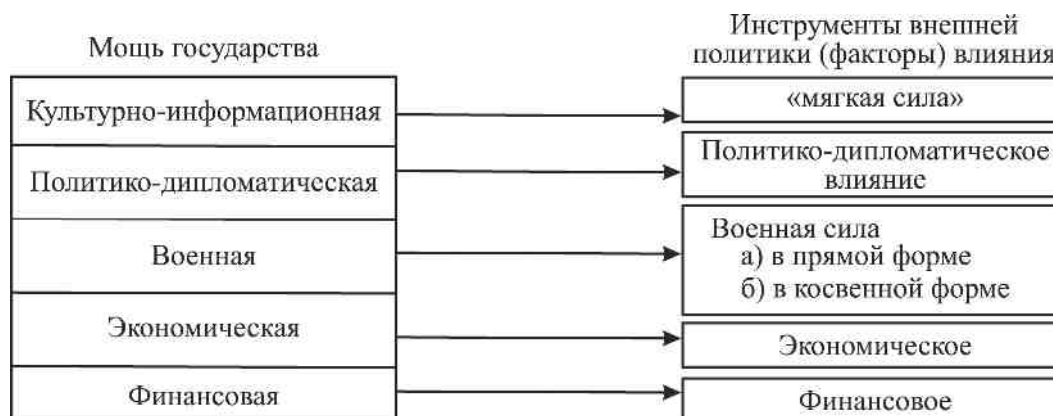 Мощь государства
Инструменты внешней
политики (факторы) влияния
Культурно-информационная
«мягкая сила»
Политико-дипломатическая
Политико-дипломатическое
влияние
Военная
Военная сила
а) в прямой форме
б) в косвенной форме
Экономическая
Экономическое
Финансовая
Финансовое